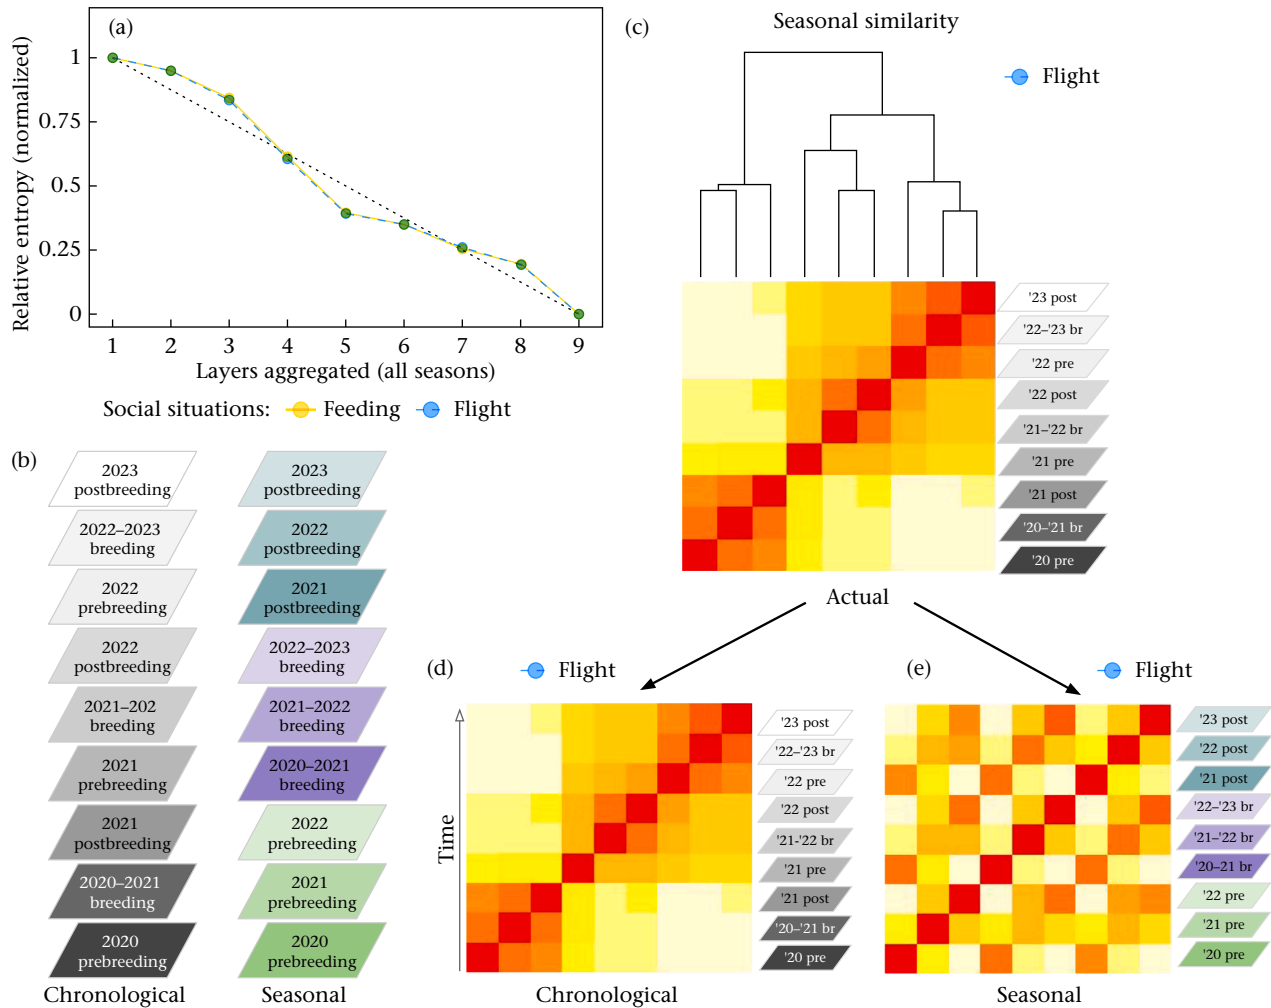 (a)
Relative entropy (normalized)
1
0.75
0.5
0.25
0
1 2 3 4 5 6 7 8 9
Layers aggregated (all seasons)
Social situations: Feeding Flight
(b)
2023
postbreeding
2022–2023
breeding
2022
prebreeding
2022
postbreeding
2021–202
breeding
2021
prebreeding
2021
postbreeding
2020–2021
breeding
2020
prebreeding
Chronological
2023
postbreeding
2022
postbreeding
2021
postbreeding
2022–2023
breeding
2021–2022
breeding
2020–2021
breeding
2022
prebreeding
2021
prebreeding
2020
prebreeding
Seasonal
(c)
Seasonal similarity
Flight
'23 post
'22–'23 br
'22 pre
'22 post
'21–'22 br
'21 pre
'21 post
'20–'21 br
'20 pre
Actual
(d)
Flight
Time
'23 post
'22–'23 br
'22 pre
'22 post
'21-'22 br
'21 pre
'21 post
'20–'21 br
'20 pre
Chronological
(e)
Flight
'23 post
'22 post
'21 post
'22–'23 br
'21–'22 br
'20–21 br
'22 pre
'21 pre
'20 pre
Seasonal